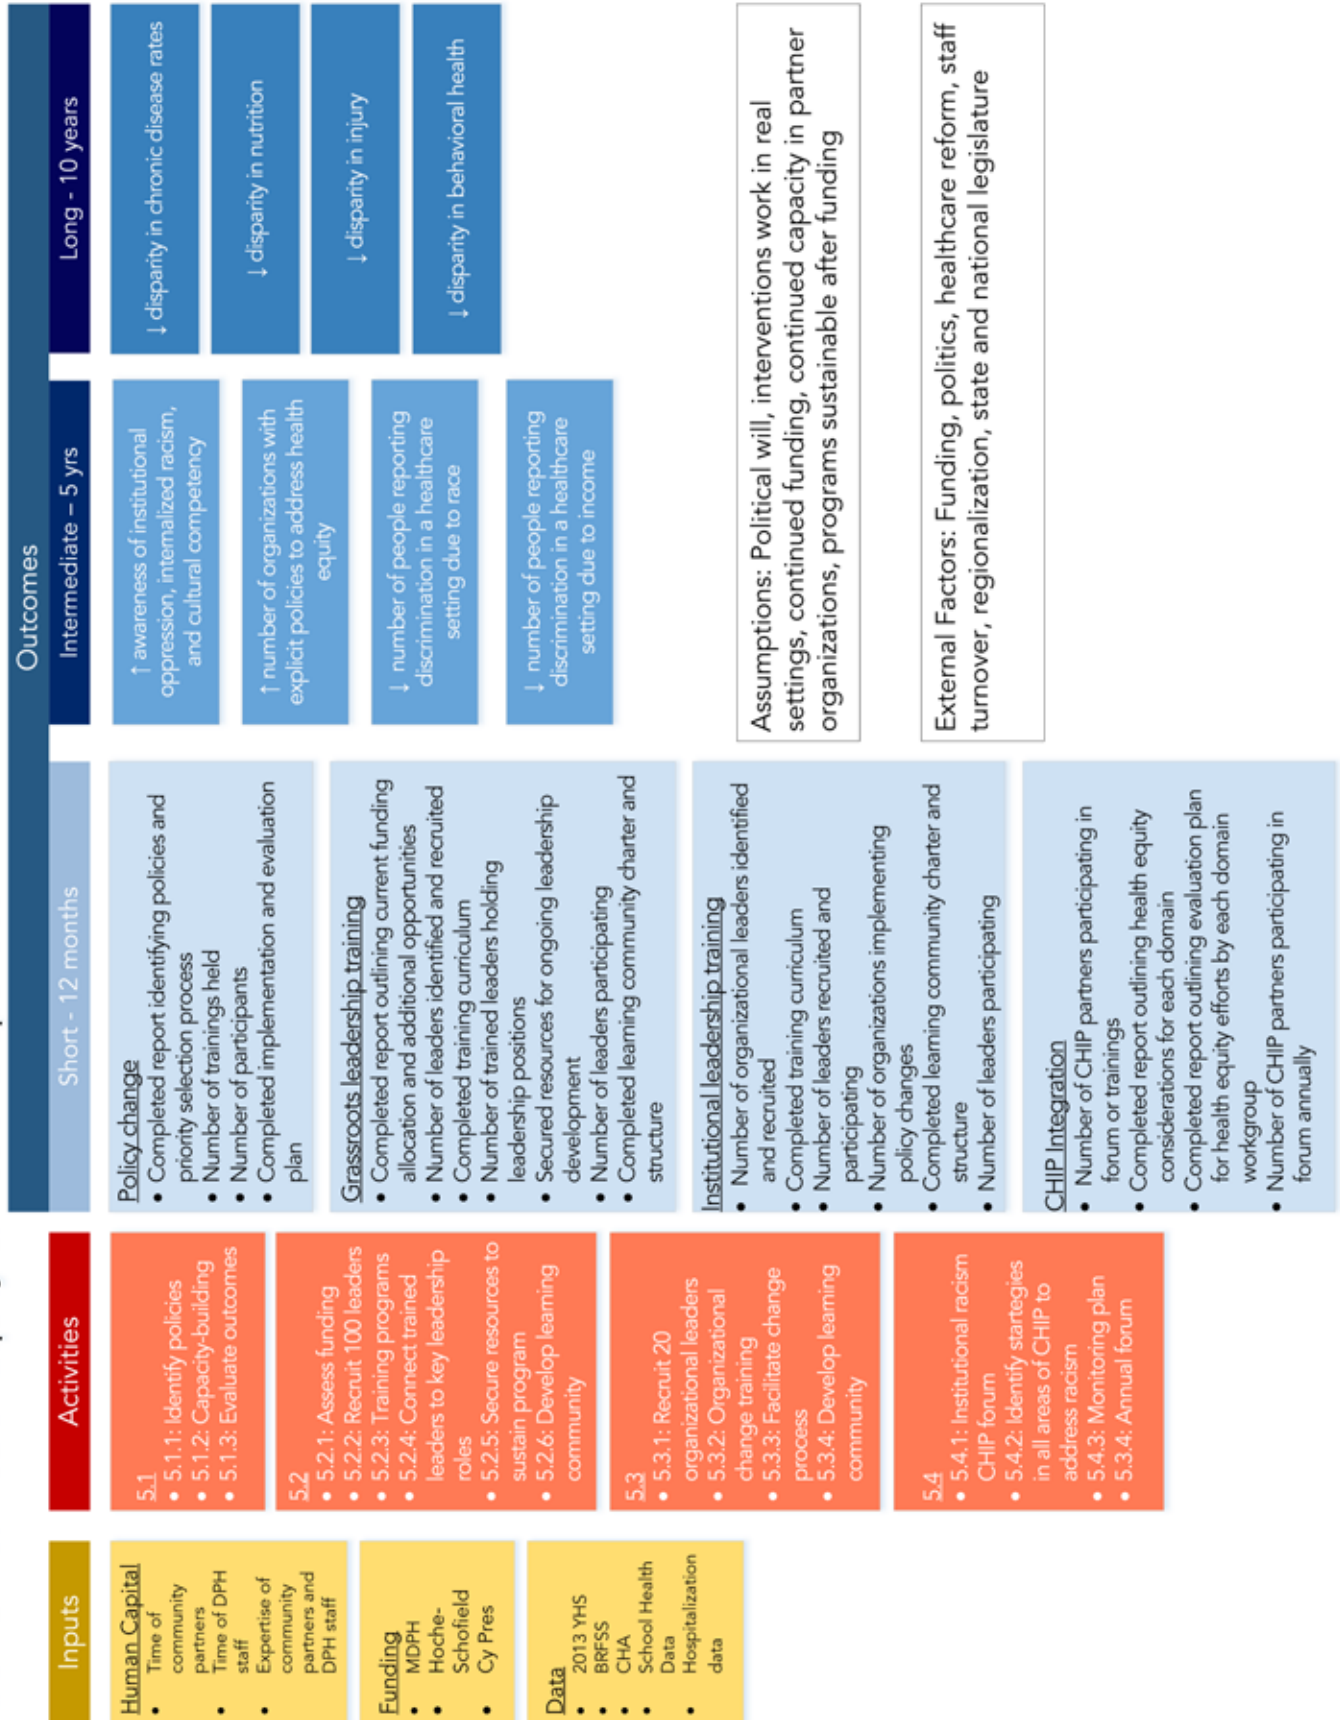 Outcomes
Inputs
Activities
Short - 12 months
Intermediate – 5 yrs
Long - 10 years
Human Capital
• Time of
community
partners
• Time of DPH
staff
• Expertise of
community
partners and
DPH staff
Funding
• MDPH
• Hoche-
Schofield
• Cy Pres
Data
• 2013 YHS
• BRFSS
• CHA
• School Health
Data
• Hospitalization
data
5.1
• 5.1.1: Identify policies
• 5.1.2: Capacity-building
• 5.1.3: Evaluate outcomes
5.2
• 5.2.1: Assess funding
• 5.2.2: Recruit 100 leaders
• 5.2.3: Training programs
• 5.2.4: Connect trained
leaders to key leadership
roles
• 5.2.5: Secure resources to
sustain program
• 5.2.6: Develop learning
community
5.3
• 5.3.1: Recruit 20
organizational leaders
• 5.3.2: Organizational
change training
• 5.3.3: Facilitate change
process
• 5.3.4: Develop learning
community
5.4
• 5.4.1: Institutional racism
CHIP forum
• 5.4.2: Identify startegies
in all areas of CHIP to
address racism
• 5.4.3: Monitoring plan
• 5.3.4: Annual forum
Policy change
• Completed report identifying policies and
priority selection process
• Number of trainings held
• Number of participants
• Completed implementation and evaluation
plan
Grassroots leadership training
• Completed report outlining current funding
allocation and additional opportunities
• Number of leaders identified and recruited
• Completed training curriculum
• Number of trained leaders holding
leadership positions
• Secured resources for ongoing leadership
development
• Number of leaders participating
• Completed learning community charter and
structure
Institutional leadership training
• Number of organizational leaders identified
and recruited
• Completed training curriculum
• Number of leaders recruited and
participating
• Number of organizations implementing
policy changes
• Completed learning community charter and
structure
• Number of leaders participating
CHIP Integration
• Number of CHIP partners participating in
forum or trainings
• Completed report outlining health equity
considerations for each domain
• Completed report outlining evaluation plan
for health equity efforts by each domain
workgroup
• Number of CHIP partners participating in
forum annually
↑ awareness of institutional
oppression, internalized racism,
and cultural competency
↑ number of organizations with
explicit policies to address health
equity
↓ number of people reporting
discrimination in a healthcare
setting due to race
↓ number of people reporting
discrimination in a healthcare
setting due to income
↓ disparity in chronic disease rates
↓ disparity in nutrition
↓ disparity in injury
↓ disparity in behavioral health
Assumptions: Political will, interventions work in real
settings, continued funding, continued capacity in partner
organizations, programs sustainable after funding
External Factors: Funding, politics, healthcare reform, staff
turnover, regionalization, state and national legislature